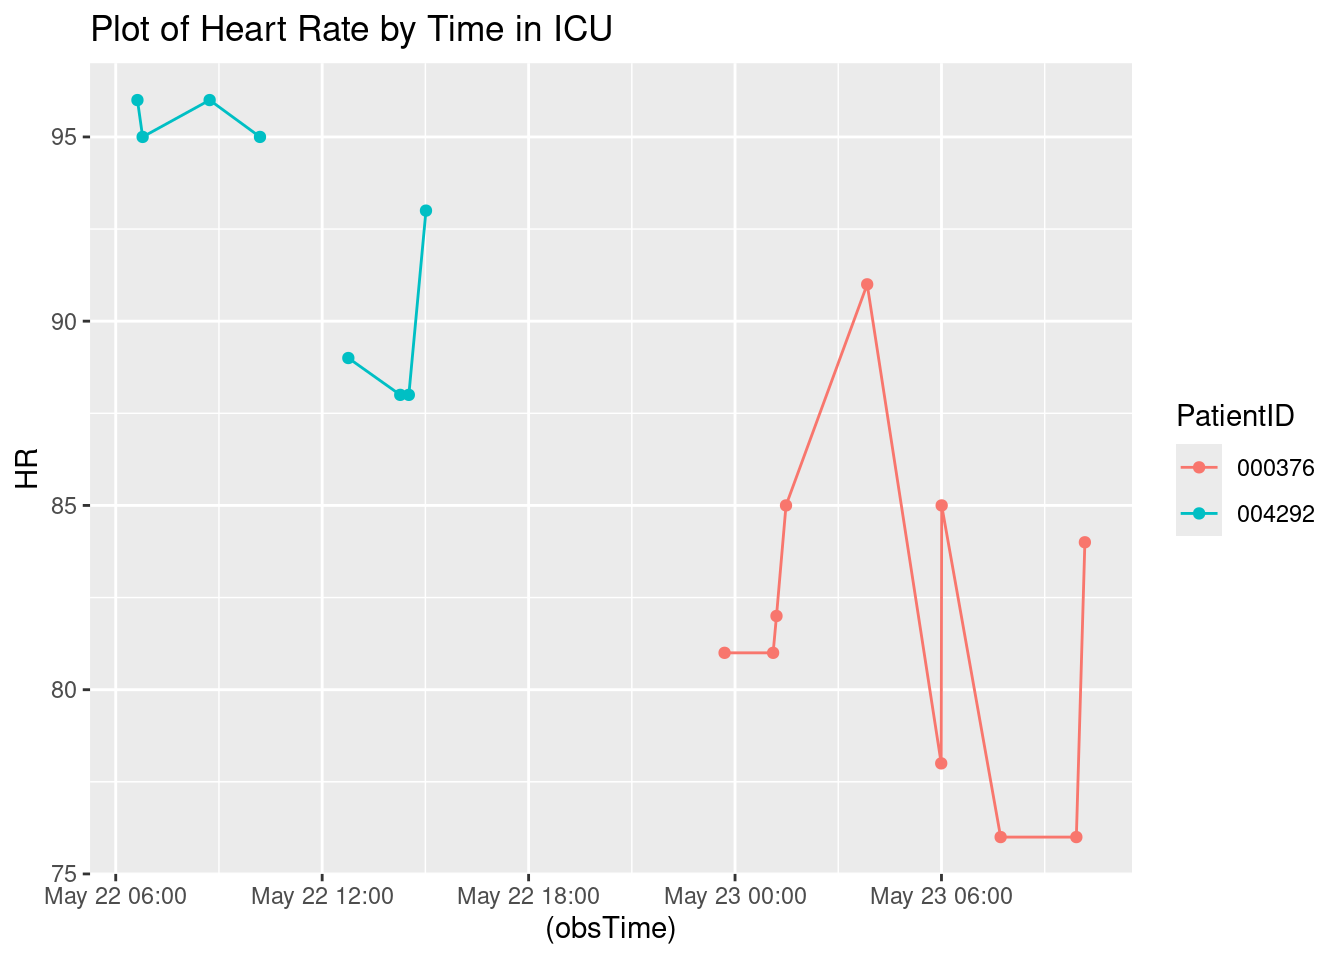 Plot of Heart Rate by Time in ICU
95
90
85
80
75
HR
May 22 06:00
May 22 12:00
May 22 18:00
May 23 00:00
May 23 06:00
(obsTime)
PatientID
000376
004292